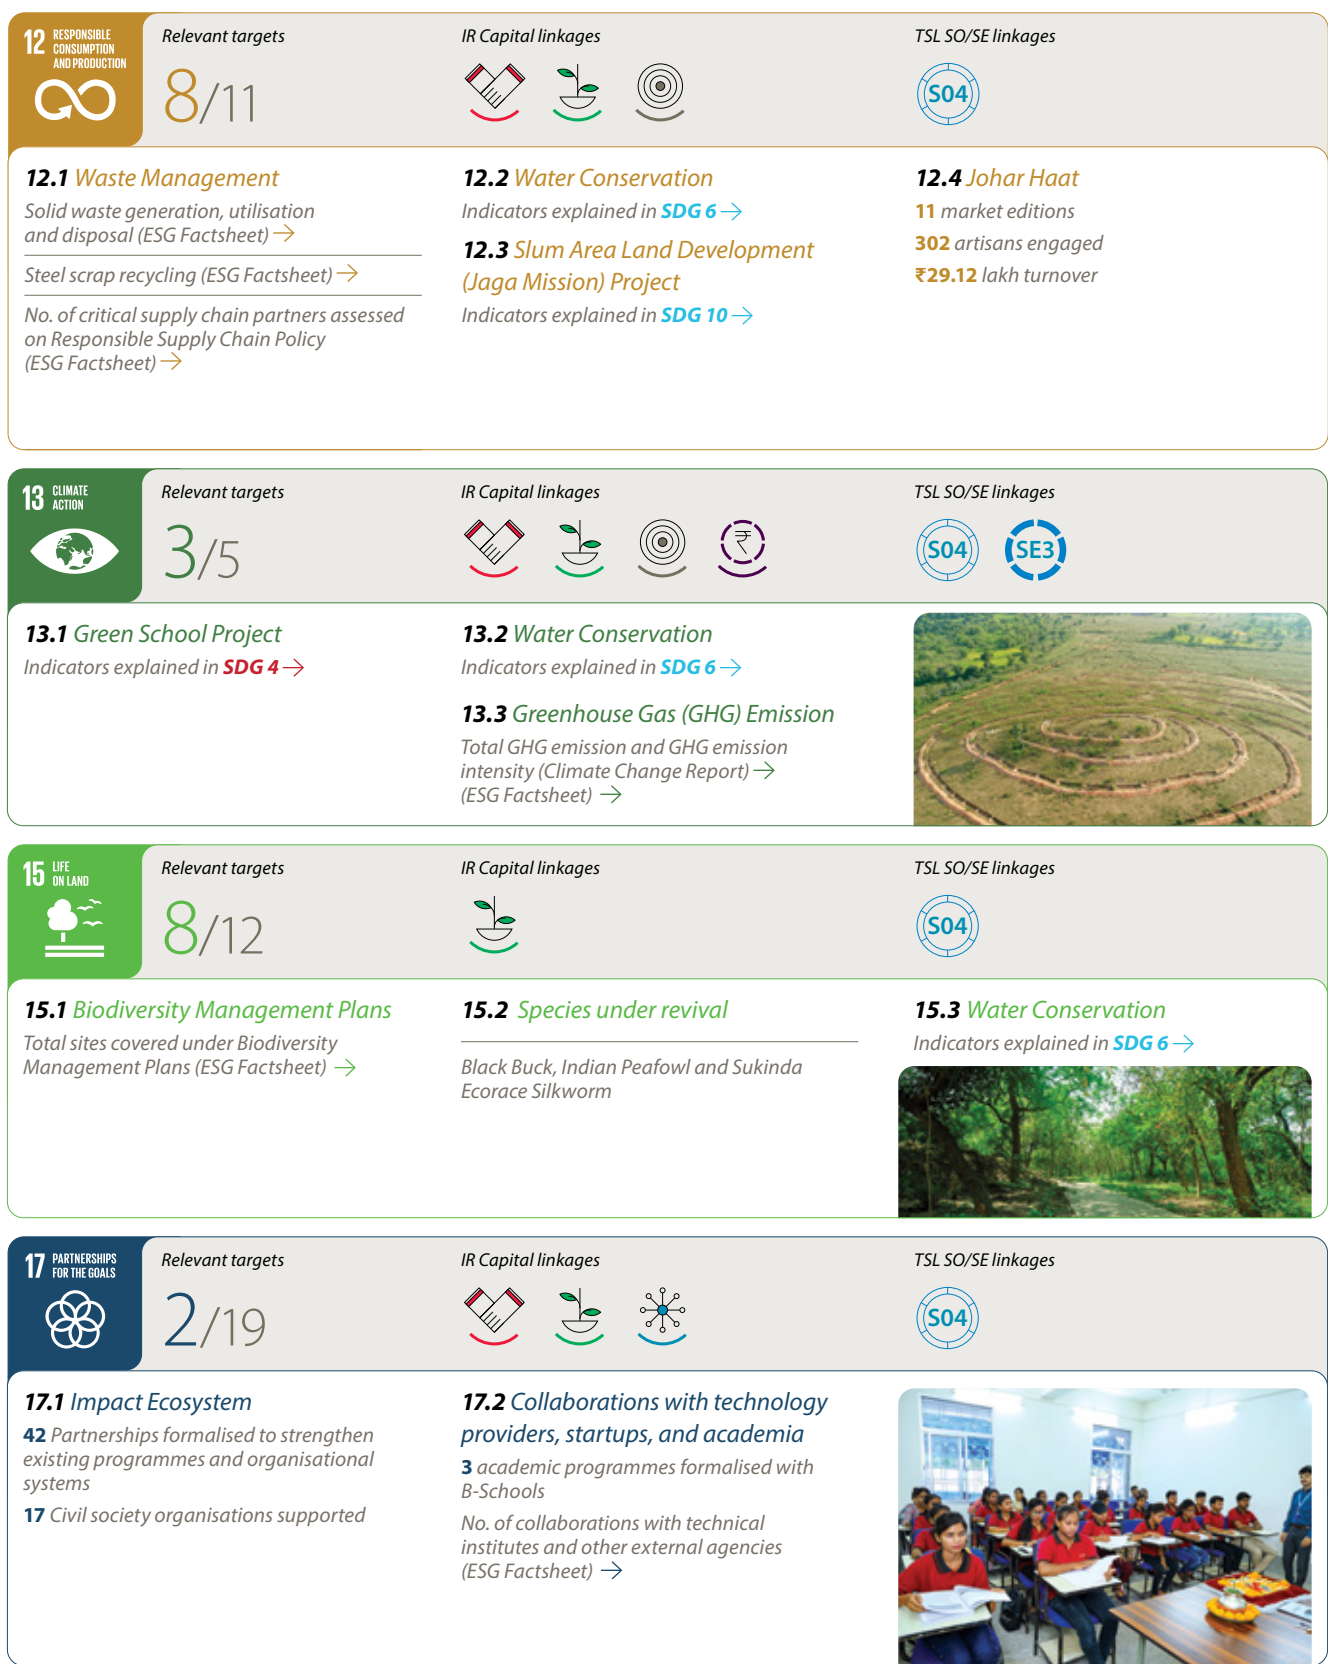 12 RESPONSIBLE
CONSUMPTION
AND PRODUCTION
Relevant targets
8/11
IR Capital linkages
TSL SO/SE linkages
S04
12.1 Waste Management
Solid waste generation, utilisation
and disposal (ESG Factsheet) →
Steel scrap recycling (ESG Factsheet) →
No. of critical supply chain partners assessed
on Responsible Supply Chain Policy
(ESG Factsheet) →
12.2 Water Conservation
Indicators explained in SDG 6 →
12.3 Slum Area Land Development
(Jaga Mission) Project
Indicators explained in SDG 10 →
12.4 Johar Haat
11 market editions
302 artisans engaged
₹29.12 lakh turnover
13 CLIMATE
ACTION
Relevant targets
3/5
IR Capital linkages
₹
TSL SO/SE linkages
S04
SE3
13.1 Green School Project
Indicators explained in SDG 4 →
13.2 Water Conservation
Indicators explained in SDG 6 →
13.3 Greenhouse Gas (GHG) Emission
Total GHG emission and GHG emission
intensity (Climate Change Report) →
(ESG Factsheet) →
15 LIFE
ON LAND
Relevant targets
8/12
IR Capital linkages
TSL SO/SE linkages
S04
15.1 Biodiversity Management Plans
Total sites covered under Biodiversity
Management Plans (ESG Factsheet) →
15.2 Species under revival
Black Buck, Indian Peafowl and Sukinda
Ecorace Silkworm
15.3 Water Conservation
Indicators explained in SDG 6 →
17 PARTNERSHIPS
FOR THE GOALS
Relevant targets
2/19
IR Capital linkages
TSL SO/SE linkages
S04
17.1 Impact Ecosystem
42 Partnerships formalised to strengthen
existing programmes and organisational
systems
17 Civil society organisations supported
17.2 Collaborations with technology
providers, startups, and academia
3 academic programmes formalised with
B-Schools
No. of collaborations with technical
institutes and other external agencies
(ESG Factsheet) →